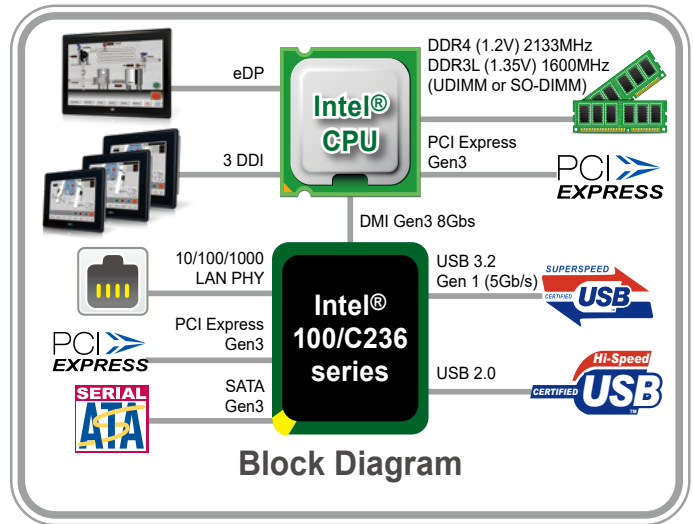 eDP
Intel®
CPU
DDR4 (1.2V) 2133MHz
DDR3L (1.35V) 1600MHz
(UDIMM or SO-DIMM)
3 DDI
PCI Express
Gen3
PCI
EXPRESS
DMI Gen3 8Gbs
10/100/1000
LAN PHY
Intel®
100/C236
series
USB 3.2
Gen 1 (5Gb/s)
SUPERSPEED
CERTIFIED USB
PCI Express
Gen3
PCI
EXPRESS
SATA
Gen3
SERIAL
ATA
USB 2.0
Hi-Speed
CERTIFIED USB
TM
Block Diagram